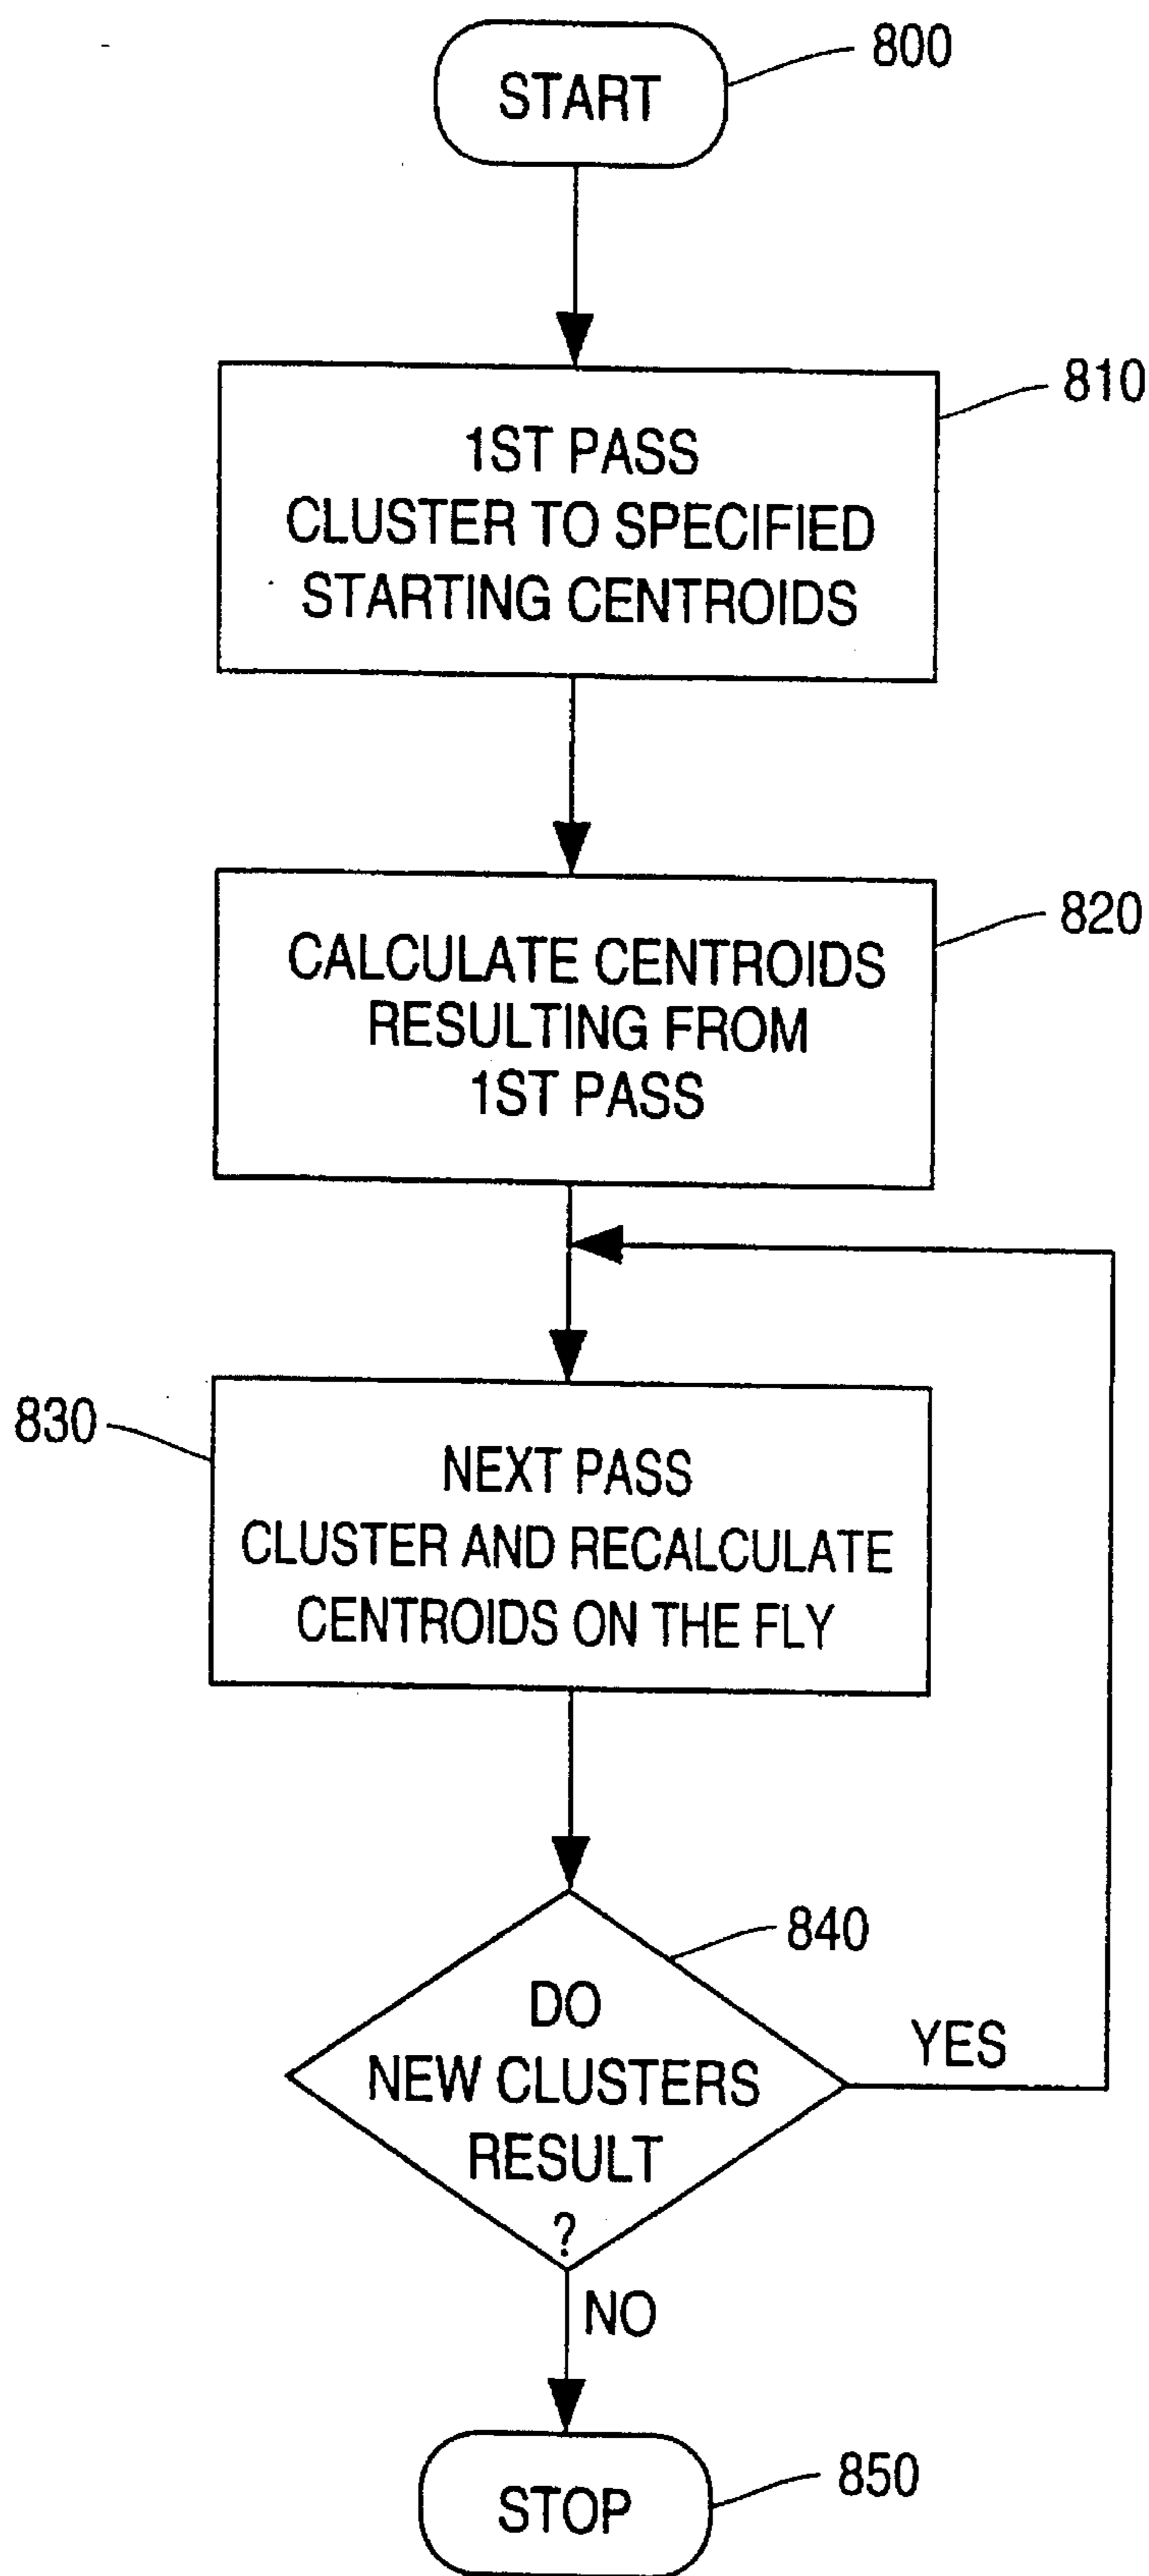 START
800
1ST PASS
CLUSTER TO SPECIFIED
STARTING CENTROIDS
810
CALCULATE CENTROIDS
RESULTING FROM
1ST PASS
820
830
NEXT PASS
CLUSTER AND RECALCULATE
CENTROIDS ON THE FLY
840
DO
NEW CLUSTERS
RESULT
?
YES
NO
STOP
850